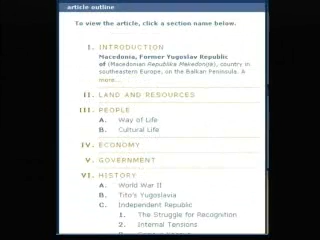 article outline
To view the article, click a section name below.
I. INTRODUCTION
Macedonia, Former Yugoslav Republic
of (Macedonian Republika Makedonija), country in
southeastern Europe, on the Balkan Peninsula. A
more...
II. LAND AND RESOURCES
III. PEOPLE
A. Way of Life
B. Cultural Life
IV. ECONOMY
V. GOVERNMENT
VI. HISTORY
A. World War II
B. Tito's Yugoslavia
C. Independent Republic
1. The Struggle for Recognition
2. Internal Tensions